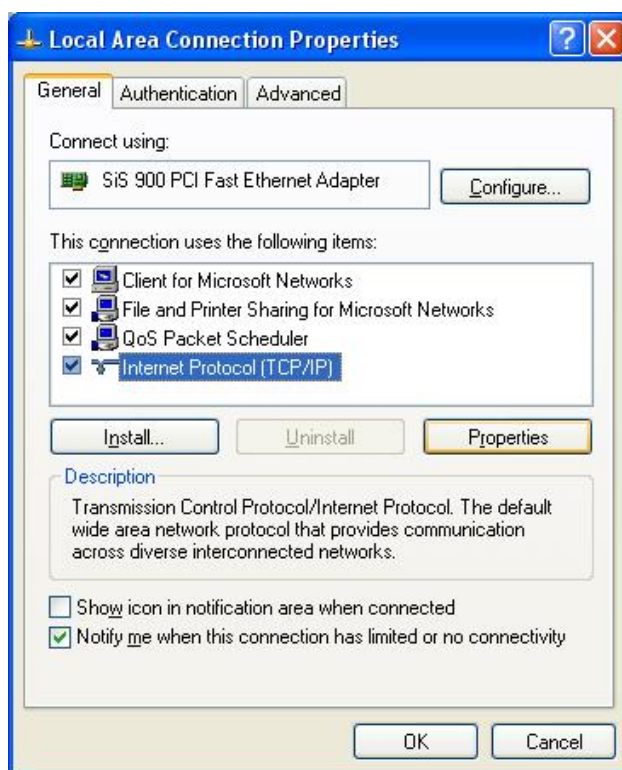 Local Area Connection Properties
General Authentication Advanced
Connect using:
SiS 900 PCI Fast Ethernet Adapter
Configure...
This connection uses the following items:
Client for Microsoft Networks
File and Printer Sharing for Microsoft Networks
QoS Packet Scheduler
Internet Protocol (TCP/IP)
Install... Uninstall Properties
Description
Transmission Control Protocol/Internet Protocol. The default
wide area network protocol that provides communication
across diverse interconnected networks.
Show icon in notification area when connected
Notify me when this connection has limited or no connectivity
OK Cancel